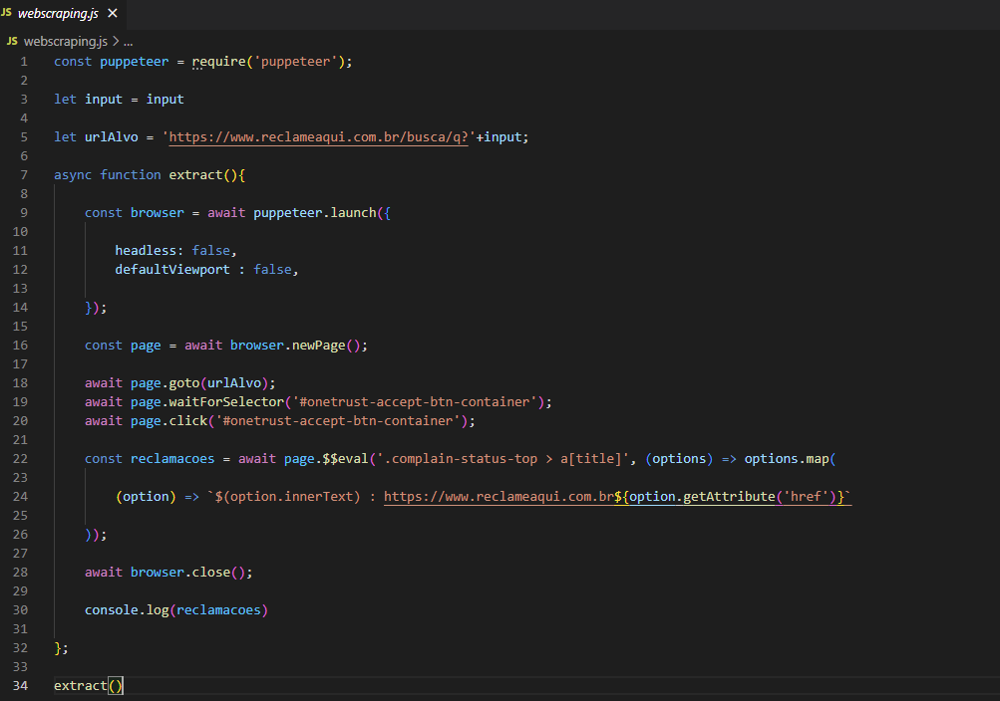 JS webscraping.js ×
JS webscraping.js > ...
1 const puppeteer = require('puppeteer');
2
3 let input = input
4
5 let urlAlvo = 'https://www.reclameaqui.com.br/busca/q?'+input;
6
7 async function extract(){
8
9 const browser = await puppeteer.launch({
10
11 headless: false,
12 defaultViewport : false,
13
14 });
15
16 const page = await browser.newPage();
17
18 await page.goto(urlAlvo);
19 await page.waitForSelector('#onetrust-accept-btn-container');
20 await page.click('#onetrust-accept-btn-container');
21
22 const reclamacoes = await page.$$eval('.complain-status-top > a[title]', (options) => options.map(
23
24 (option) => `$(option.innerText) : https://www.reclameaqui.com.br${option.getAttribute('href')}`
25
26 ));
27
28 await browser.close();
29
30 console.log(reclamacoes)
31
32 };
33
34 extract()